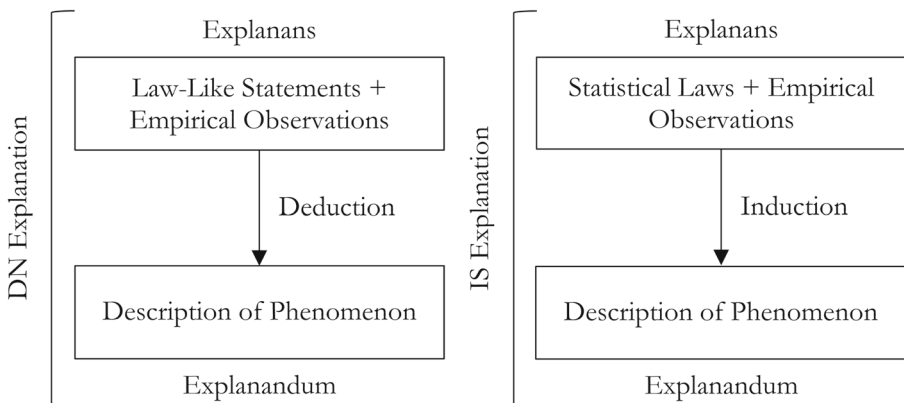 DN Explanation
Explanans
Law-Like Statements +
Empirical Observations
Deduction
Description of Phenomenon
Explanandum
IS Explanation
Explanans
Statistical Laws + Empirical
Observations
Induction
Description of Phenomenon
Explanandum